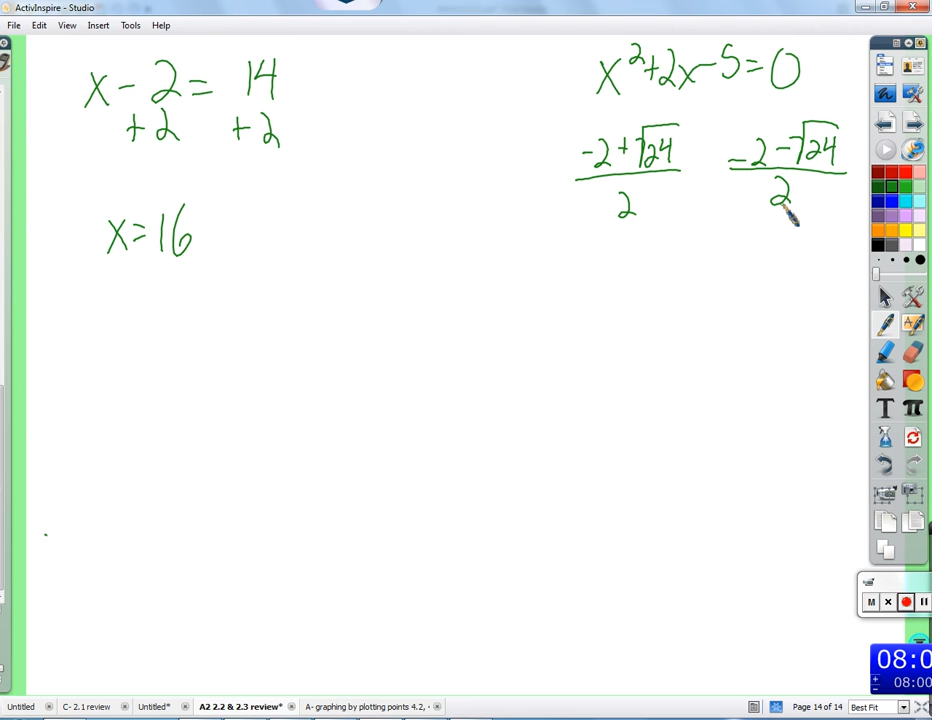 ActivInspire - Studio
File Edit View Insert Tools Help
x - 2 = 14
+2 +2
x = 16
x²+2x-5=0
-2+√24
2
-2-√24
2
T π
M
08:0
08:00
Untitled C- 2.1 review Untitled* A2 2.2 & 2.3 review* A- graphing by plotting points 4.2, Page 14 of 14 Best Fit